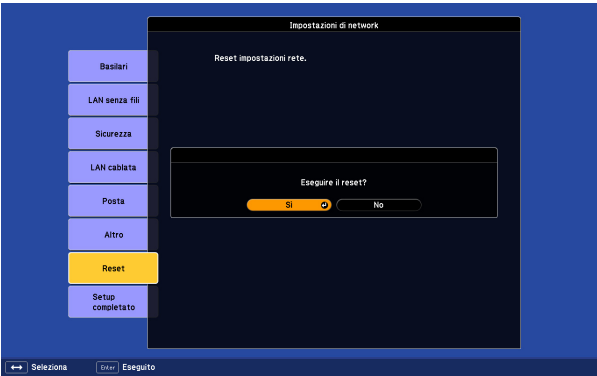 Impostazioni di network
Reset impostazioni rete.
Basilari
LAN senza fili
Sicurezza
LAN cablata
Posta
Altro
Reset
Setup
completato
Eseguire il reset?
Sì No
Seleziona Enter Eseguito